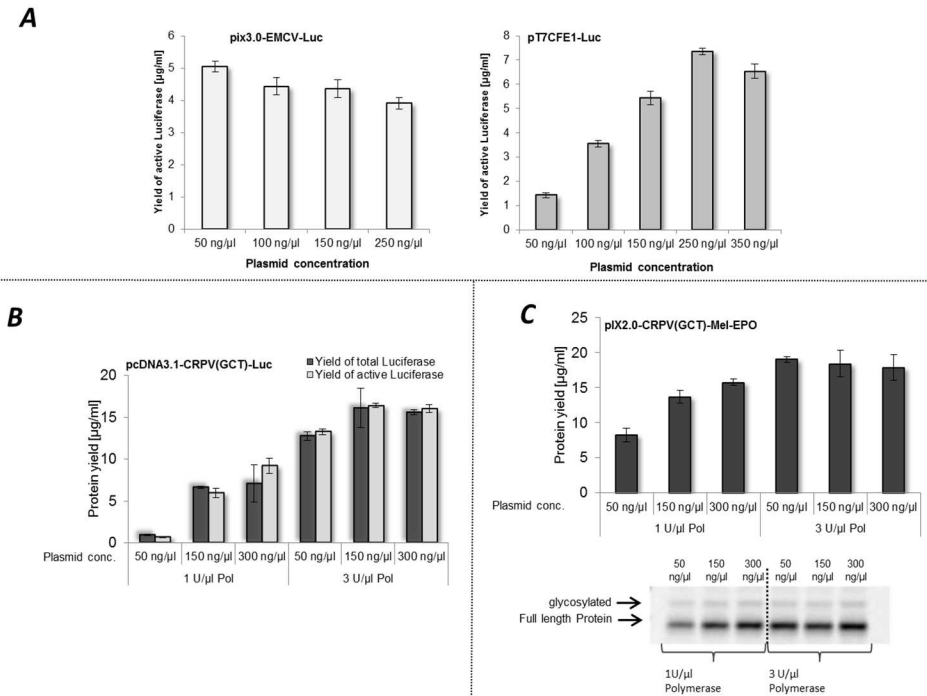 A
pix3.0-EMCV-Luc
Yield of active Luciferase [µg/ml]
6
5
4
3
2
1
0
50 ng/µl 100 ng/µl 150 ng/µl 250 ng/µl
Plasmid concentration
pT7CFE1-Luc
Yield of active Luciferase [µg/ml]
8
7
6
5
4
3
2
1
0
50 ng/µl 100 ng/µl 150 ng/µl 250 ng/µl 350 ng/µl
Plasmid concentration
B
pcDNA3.1-CRPV(GCT)-Luc
Yield of total Luciferase
Yield of active Luciferase
Protein yield [µg/ml]
20
15
10
5
0
Plasmid conc.
50 ng/µl 150 ng/µl 300 ng/µl 50 ng/µl 150 ng/µl 300 ng/µl
1 U/µl Pol 3 U/µl Pol
C
pIX2.0-CRPV(GCT)-Mel-EPO
Protein yield [µg/ml]
25
20
15
10
5
0
Plasmid conc.
50 ng/µl 150 ng/µl 300 ng/µl 50 ng/µl 150 ng/µl 300 ng/µl
1 U/µl Pol 3 U/µl Pol
50 150 300 50 150 300
ng/µl ng/µl ng/µl ng/µl ng/µl ng/µl
glycosylated
Full length Protein
1U/µl 3 U/µl
Polymerase Polymerase